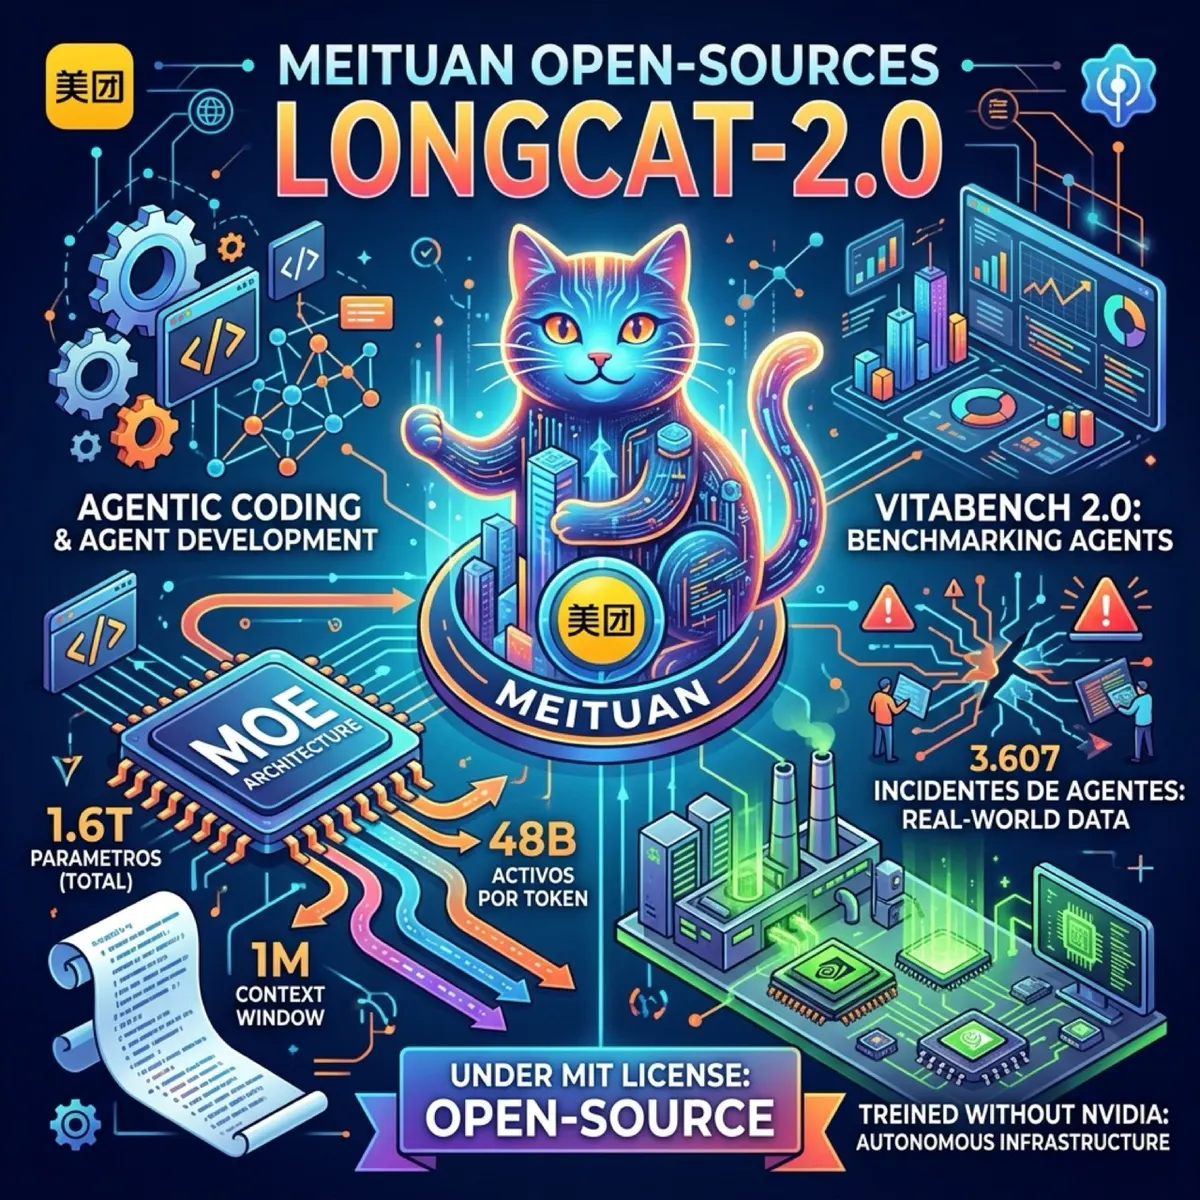 美团
MEITUAN OPEN-SOURCES
LONGCAT-2.0
</>
</>
AGENTIC CODING
& AGENT DEVELOPMENT
VITABENCH 2.0:
BENCHMARKING AGENTS
美团
MEITUAN
</>
MOE
ARCHITECTURE
1.6T
PARAMETROS
(TOTAL)
48B
ACTIVOS
POR TOKEN
1M
CONTEXT
WINDOW
3.607
INCIDENTES DE AGENTES:
REAL-WORLD DATA
UNDER MIT LICENSE:
OPEN-SOURCE
TREINED WITHOUT NVIDIA:
AUTONOMOUS INFRASTRUCTURE